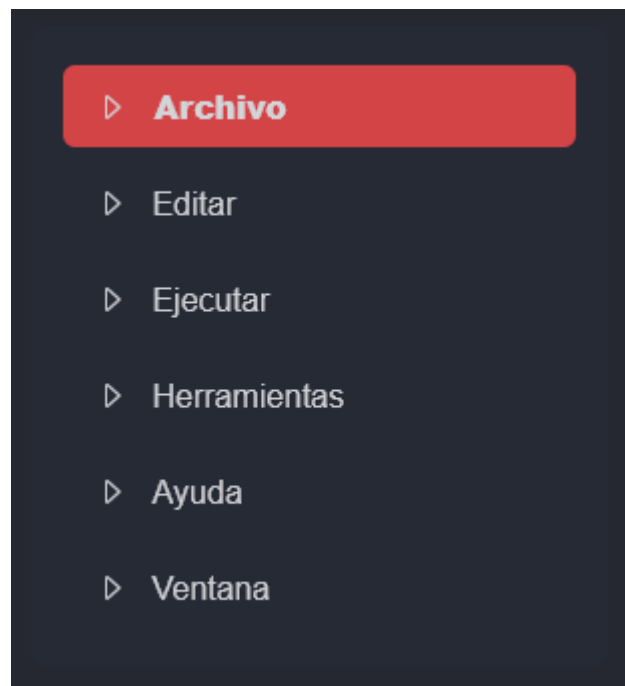 Archivo
Editar
Ejecutar
Herramientas
Ayuda
Ventana